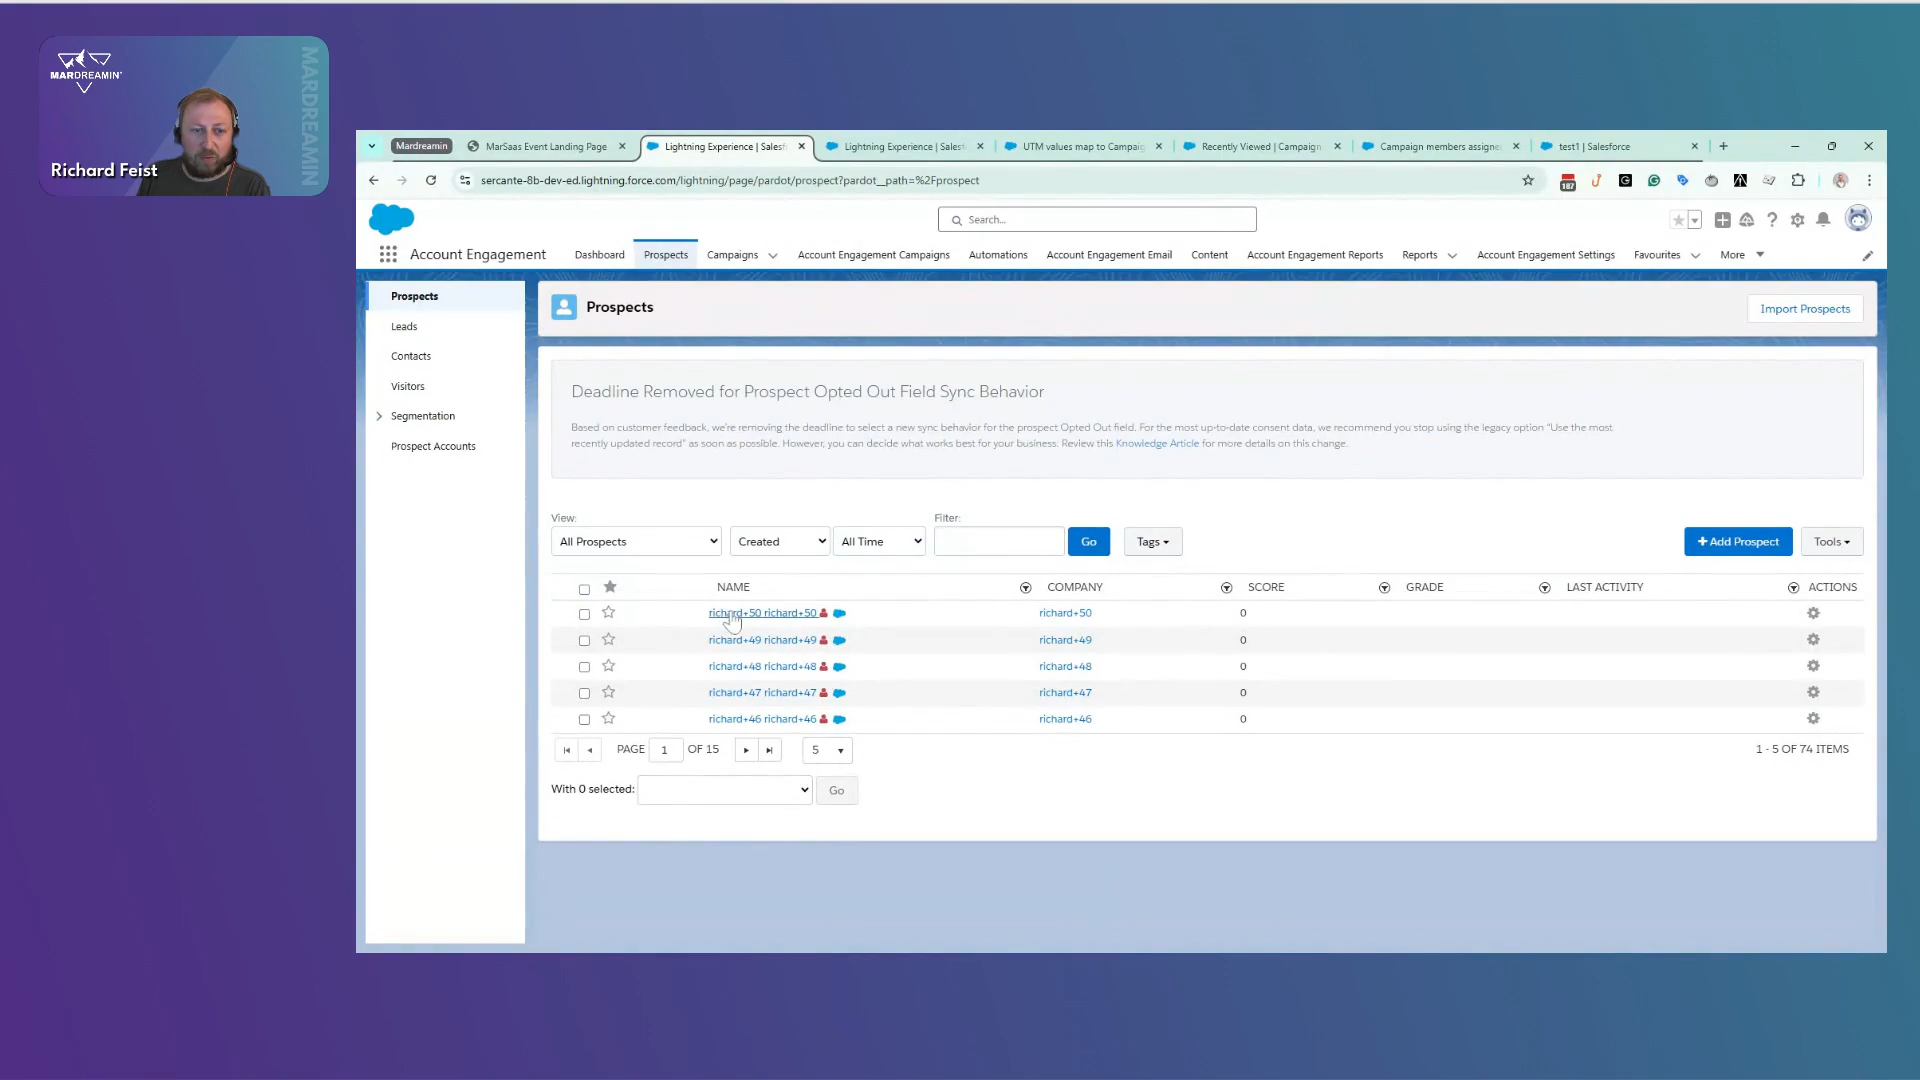 MARDREAMIN'
MARDREAMIN
Richard Feist
Mardreamin
MarSaas Event Landing Page
Lightning Experience | Salesf
Lightning Experience | Salest
UTM values map to Campaig
Recently Viewed | Campaign
Campaign members assigne
test1 | Salesforce
sercante-8b-dev-ed.lightning.force.com/lightning/page/pardot/prospect?pardot__path=%2Fprospect
187
Search...
Account Engagement
Dashboard
Prospects
Campaigns
Account Engagement Campaigns
Automations
Account Engagement Email
Content
Account Engagement Reports
Reports
Account Engagement Settings
Favourites
More
Prospects
Leads
Contacts
Visitors
Segmentation
Prospect Accounts
Prospects
Import Prospects
Deadline Removed for Prospect Opted Out Field Sync Behavior
Based on customer feedback, we're removing the deadline to select a new sync behavior for the prospect Opted Out field. For the most up-to-date consent data, we recommend you stop using the legacy option "Use the most
recently updated record" as soon as possible. However, you can decide what works best for your business. Review this Knowledge Article for more details on this change.
View:
Filter:
All Prospects
Created
All Time
Go
Tags
+ Add Prospect
Tools
NAME COMPANY SCORE GRADE LAST ACTIVITY ACTIONS
richard+50 richard+50 richard+50 0
richard+49 richard+49 richard+49 0
richard+48 richard+48 richard+48 0
richard+47 richard+47 richard+47 0
richard+46 richard+46 richard+46 0
PAGE 1 OF 15 5 1 - 5 OF 74 ITEMS
With 0 selected: Go